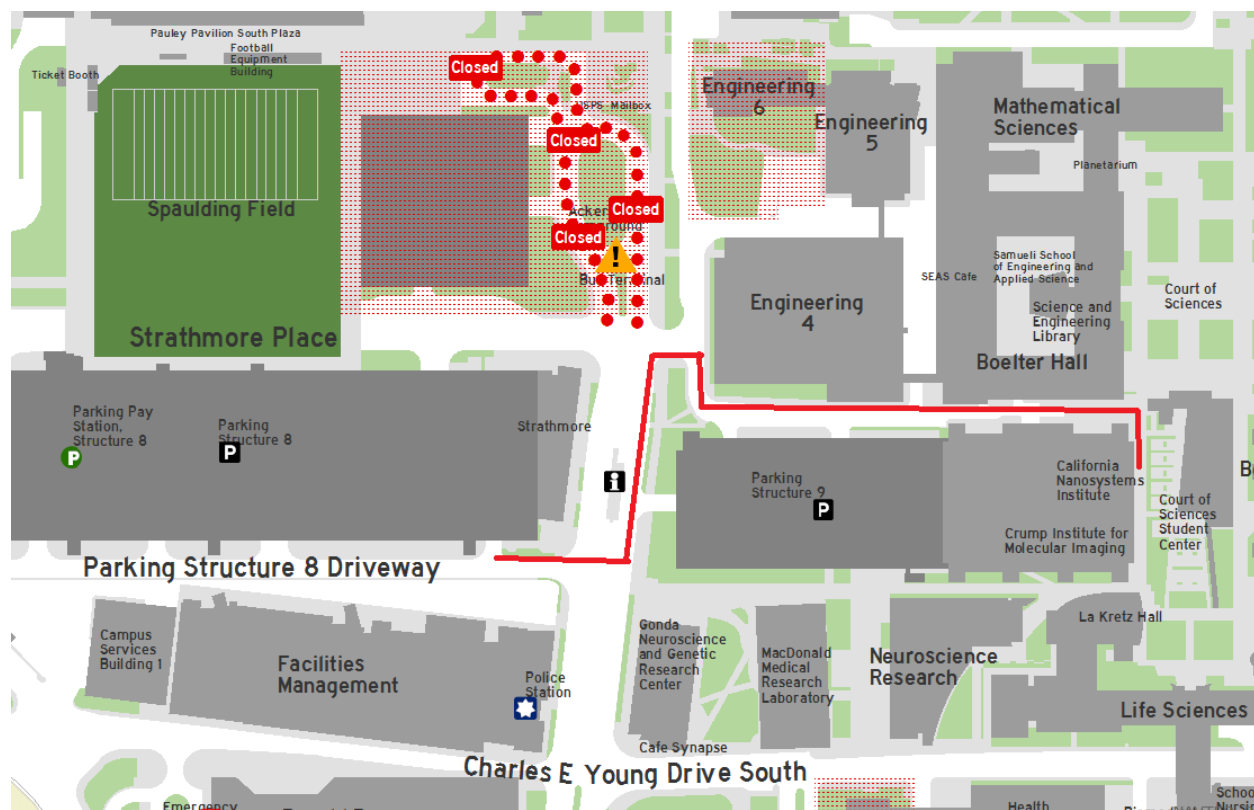 Pauley Pavilion South Plaza
Football
Equipment
Building
Ticket Booth
Closed
USPS Mailbox
Closed
Closed
Closed
Bus Terminal
Engineering
6
Engineering
5
Mathematical
Sciences
Planetarium
Spaulding Field
Strathmore Place
Engineering
4
SEAS Cafe
Samueli School
of Engineering and
Applied Science
Science and
Engineering
Library
Court of
Sciences
Boelter Hall
Parking Pay
Station,
Structure 8
P
Parking
Structure 8
P
Strathmore
i
Parking
Structure 9
P
California
Nanosystems
Institute
Crump Institute for
Molecular Imaging
Court of
Sciences
Student
Center
Parking Structure 8 Driveway
Campus
Services
Building 1
Facilities
Management
Police
Station
Gonda
Neuroscience
and Genetic
Research
Center
MacDonald
Medical
Research
Laboratory
Neuroscience
Research
La Kretz Hall
Life Sciences
Cafe Synapse
Charles E Young Drive South
Emergency
Health